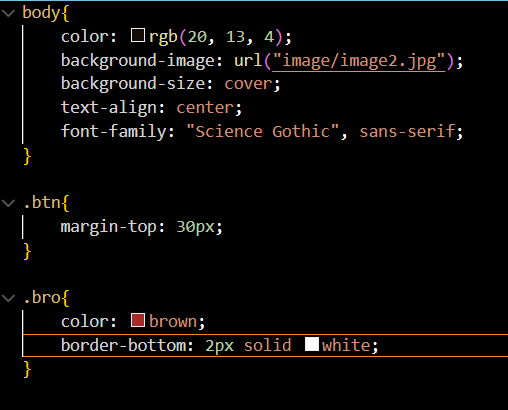 body{
color: rgb(20, 13, 4);
background-image: url("image/image2.jpg");
background-size: cover;
text-align: center;
font-family: "Science Gothic", sans-serif;
}
.btn{
margin-top: 30px;
}
.bro{
color: brown;
border-bottom: 2px solid white;
}